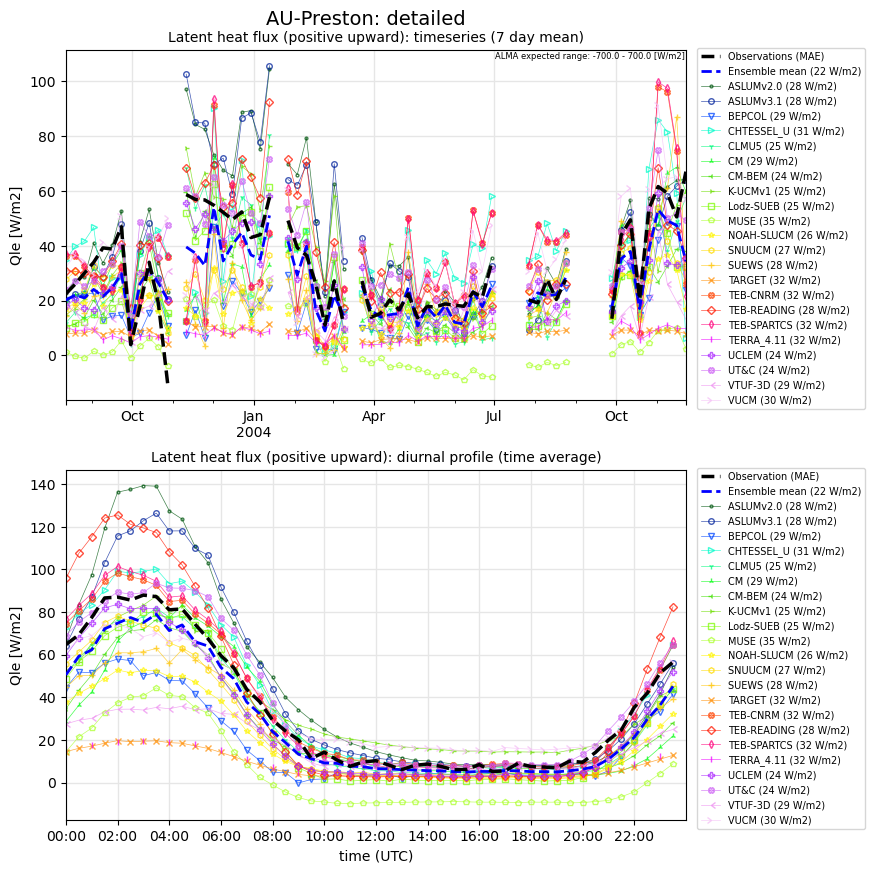 AU-Preston: detailed
Latent heat flux (positive upward): timeseries (7 day mean)
ALMA expected range: -700.0 - 700.0 [W/m2]
Qle [W/m2]
100
80
60
40
20
0
Oct
Jan
2004
Apr
Jul
Oct
Observations (MAE)
Ensemble mean (22 W/m2)
ASLUMv2.0 (28 W/m2)
ASLUMv3.1 (28 W/m2)
BEPCOL (29 W/m2)
CHTESSEL_U (31 W/m2)
CLMU5 (25 W/m2)
CM (29 W/m2)
CM-BEM (24 W/m2)
K-UCMv1 (25 W/m2)
Lodz-SUEB (25 W/m2)
MUSE (35 W/m2)
NOAH-SLUCM (26 W/m2)
SNUUCM (27 W/m2)
SUEWS (28 W/m2)
TARGET (32 W/m2)
TEB-CNRM (32 W/m2)
TEB-READING (28 W/m2)
TEB-SPARTCS (32 W/m2)
TERRA_4.11 (32 W/m2)
UCLEM (24 W/m2)
UT&C (24 W/m2)
VTUF-3D (29 W/m2)
VUCM (30 W/m2)
Latent heat flux (positive upward): diurnal profile (time average)
Qle [W/m2]
140
120
100
80
60
40
20
0
00:00
02:00
04:00
06:00
08:00
10:00
12:00
14:00
16:00
18:00
20:00
22:00
time (UTC)
Observation (MAE)
Ensemble mean (22 W/m2)
ASLUMv2.0 (28 W/m2)
ASLUMv3.1 (28 W/m2)
BEPCOL (29 W/m2)
CHTESSEL_U (31 W/m2)
CLMU5 (25 W/m2)
CM (29 W/m2)
CM-BEM (24 W/m2)
K-UCMv1 (25 W/m2)
Lodz-SUEB (25 W/m2)
MUSE (35 W/m2)
NOAH-SLUCM (26 W/m2)
SNUUCM (27 W/m2)
SUEWS (28 W/m2)
TARGET (32 W/m2)
TEB-CNRM (32 W/m2)
TEB-READING (28 W/m2)
TEB-SPARTCS (32 W/m2)
TERRA_4.11 (32 W/m2)
UCLEM (24 W/m2)
UT&C (24 W/m2)
VTUF-3D (29 W/m2)
VUCM (30 W/m2)